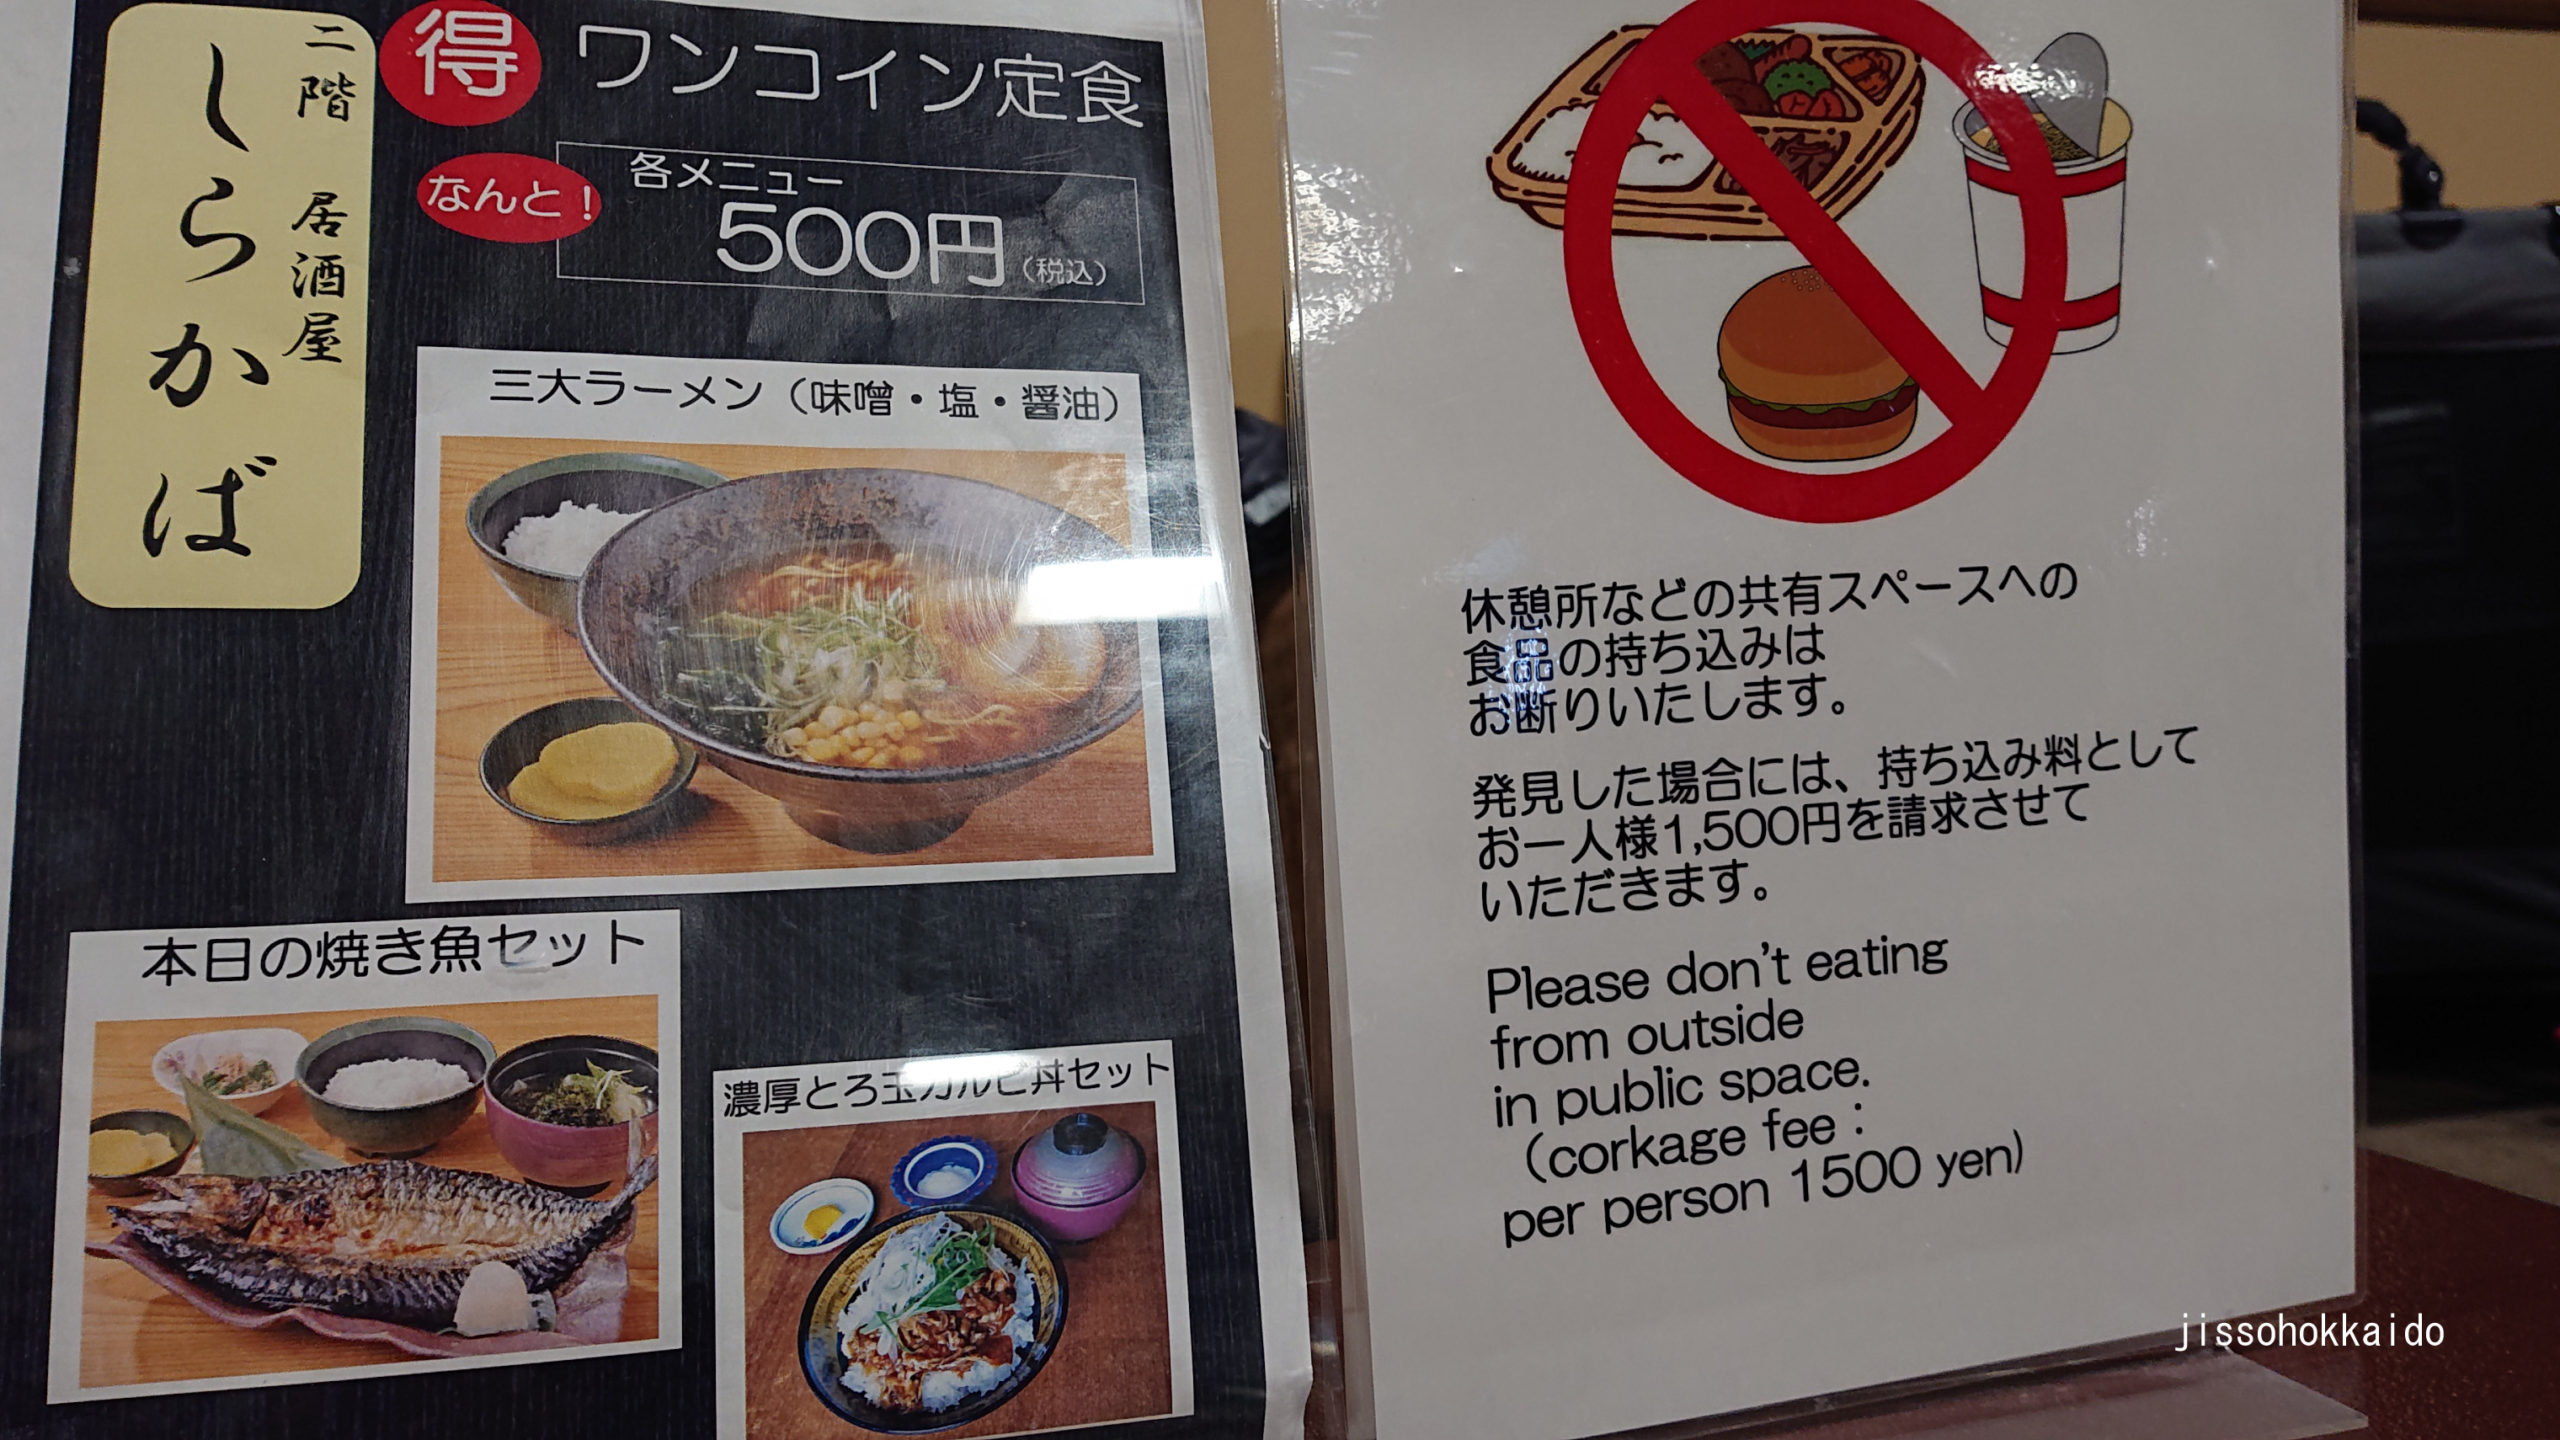 二階 居酒屋
しらかば
得 ワンコイン定食
なんと！
各メニュー
500円（税込）
三大ラーメン（味噌・塩・醤油）
本日の焼き魚セット
濃厚とろ玉カルビ丼セット
休憩所などの共有スペースへの
食品の持ち込みは
お断りいたします。
発見した場合には、持ち込み料として
お一人様1,500円を請求させて
いただきます。
Please don't eating
from outside
in public space.
（corkage fee：
per person 1500 yen)
jissohokkaido